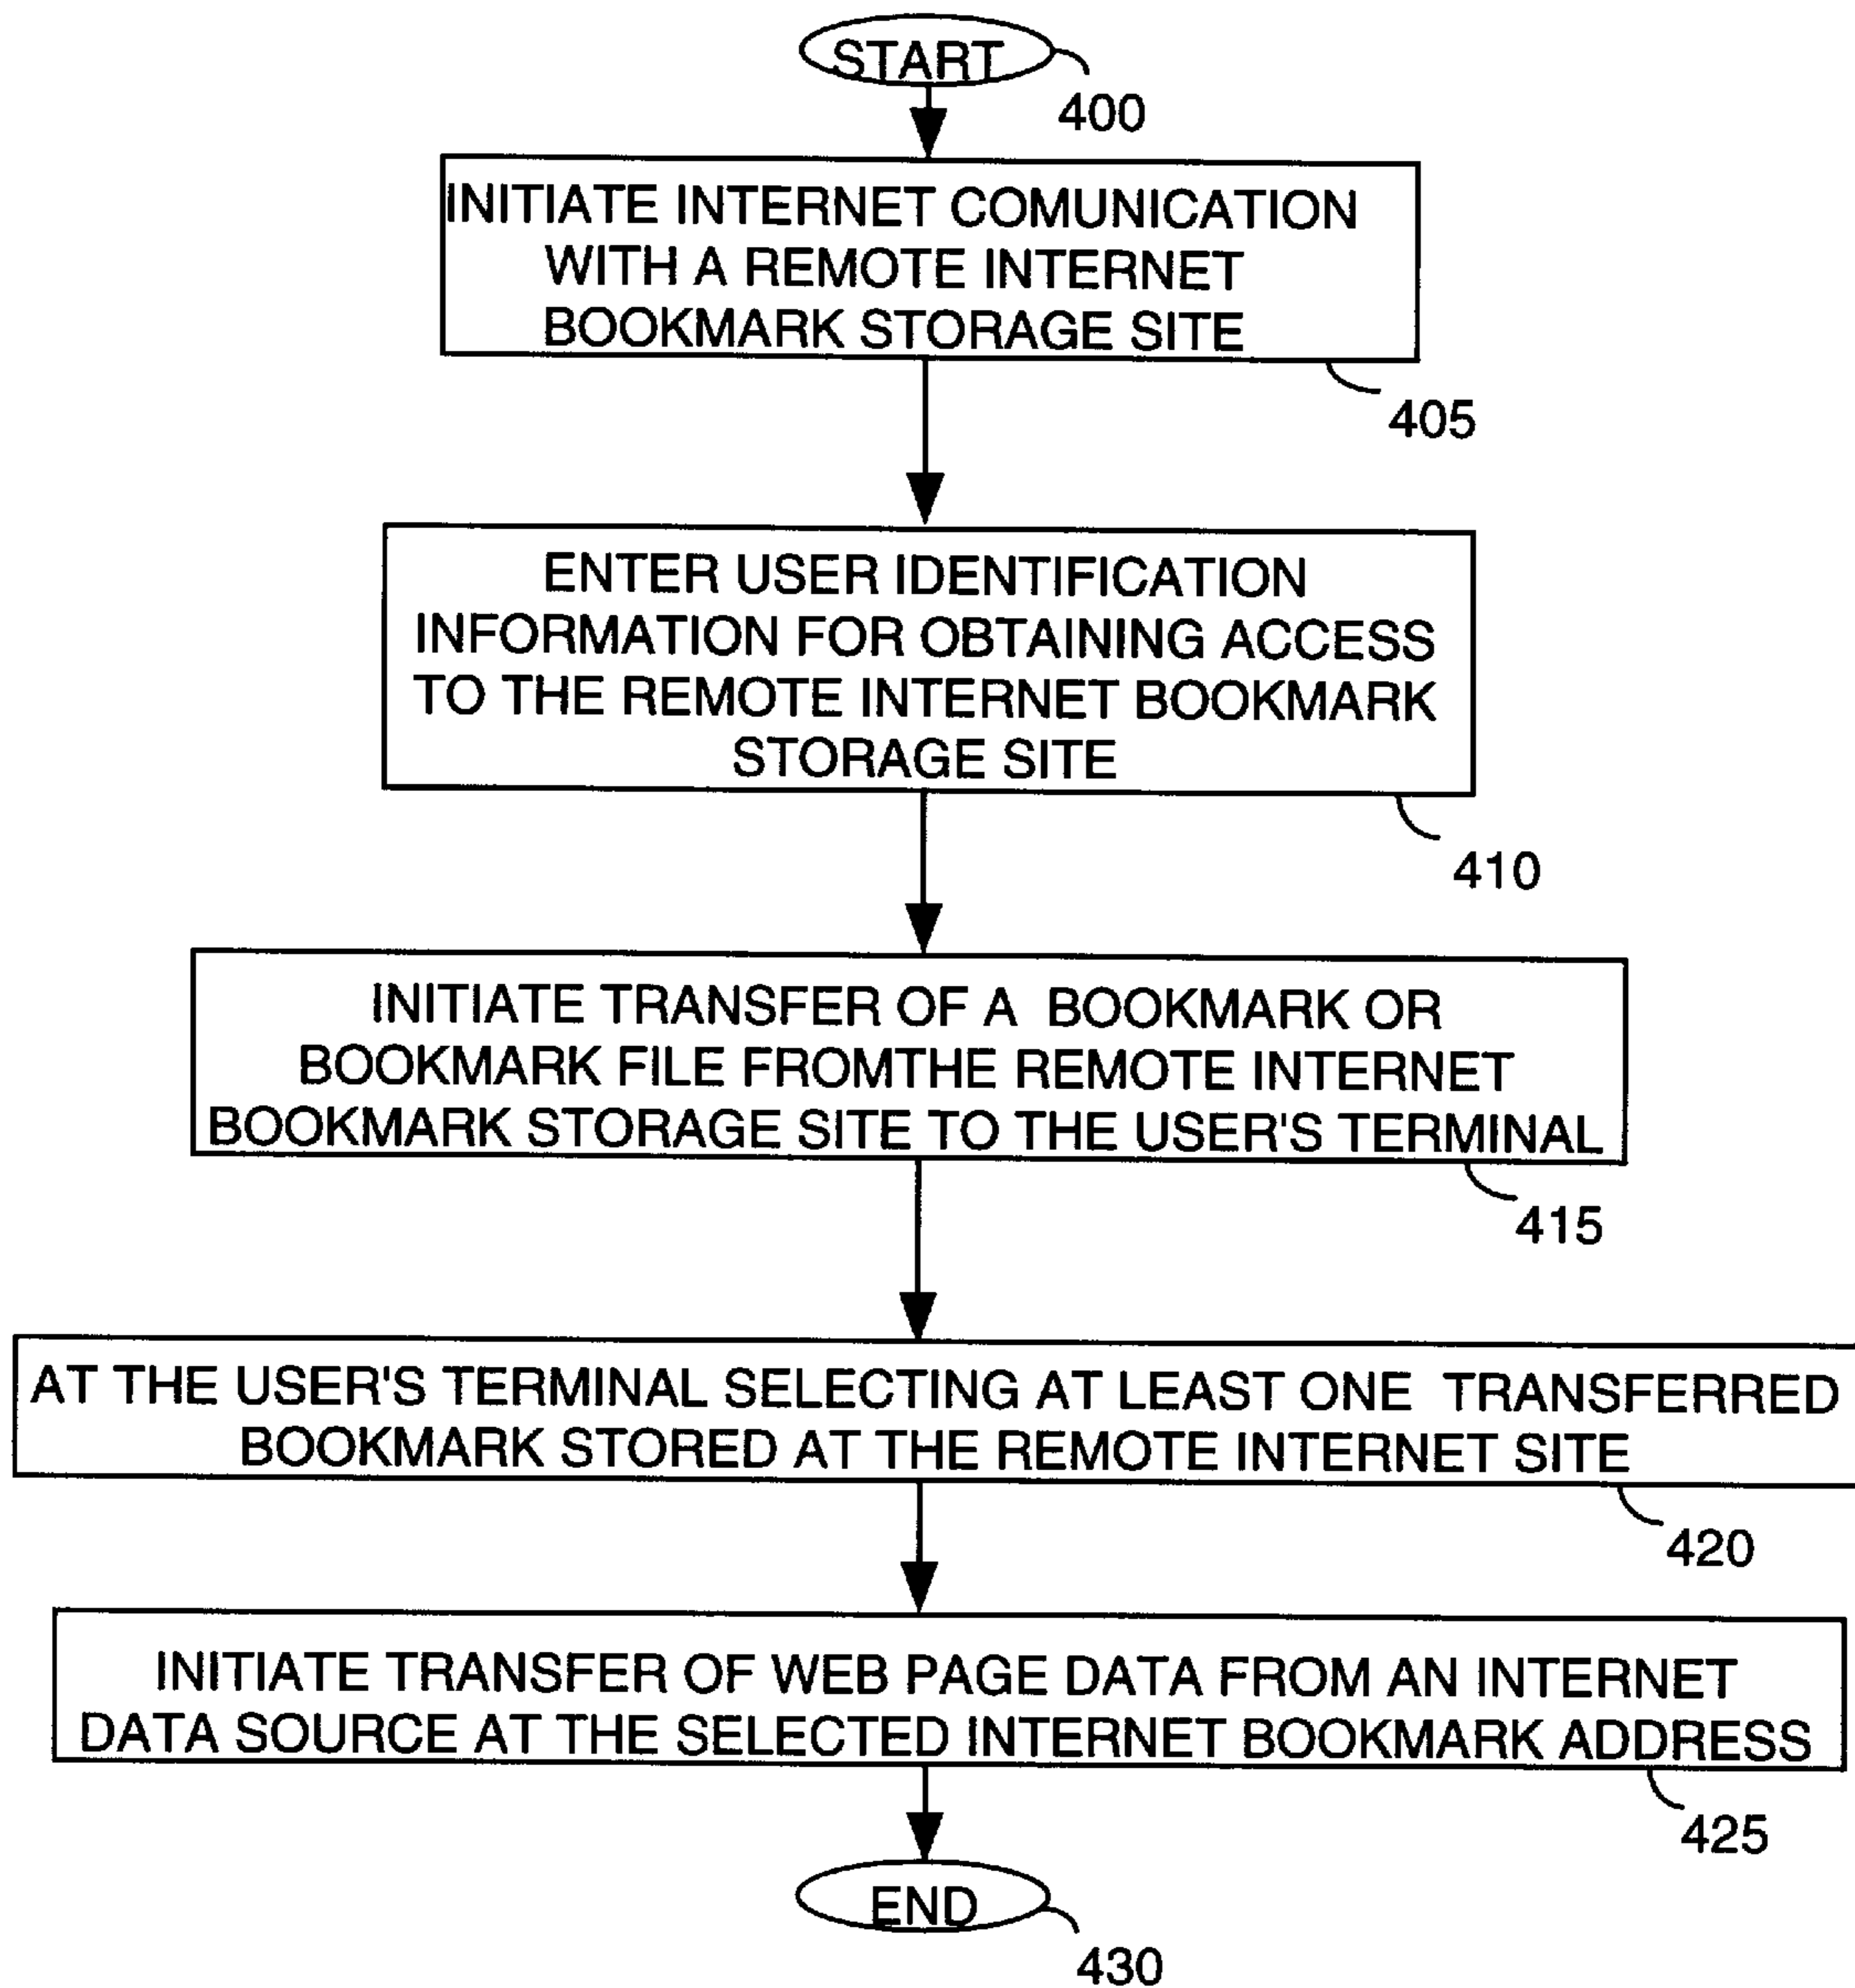 START
400
INITIATE INTERNET COMUNICATION
WITH A REMOTE INTERNET
BOOKMARK STORAGE SITE
405
ENTER USER IDENTIFICATION
INFORMATION FOR OBTAINING ACCESS
TO THE REMOTE INTERNET BOOKMARK
STORAGE SITE
410
INITIATE TRANSFER OF A BOOKMARK OR
BOOKMARK FILE FROMTHE REMOTE INTERNET
BOOKMARK STORAGE SITE TO THE USER'S TERMINAL
415
AT THE USER'S TERMINAL SELECTING AT LEAST ONE TRANSFERRED
BOOKMARK STORED AT THE REMOTE INTERNET SITE
420
INITIATE TRANSFER OF WEB PAGE DATA FROM AN INTERNET
DATA SOURCE AT THE SELECTED INTERNET BOOKMARK ADDRESS
425
END
430